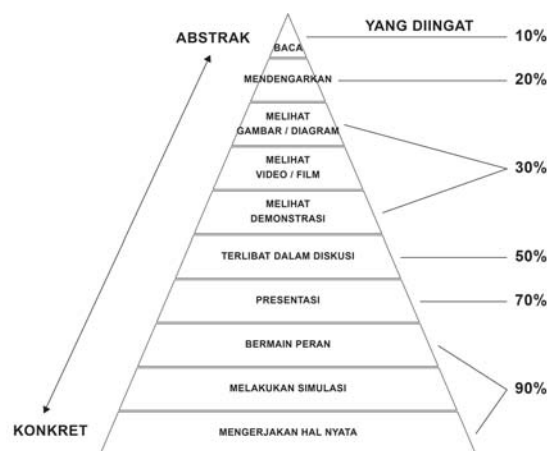 ABSTRAK
YANG DIINGAT
BACA
10%
MENDENGARKAN
20%
MELIHAT
GAMBAR / DIAGRAM
MELIHAT
VIDEO / FILM
30%
MELIHAT
DEMONSTRASI
TERLIBAT DALAM DISKUSI
50%
PRESENTASI
70%
BERMAIN PERAN
MELAKUKAN SIMULASI
90%
KONKRET
MENGERJAKAN HAL NYATA